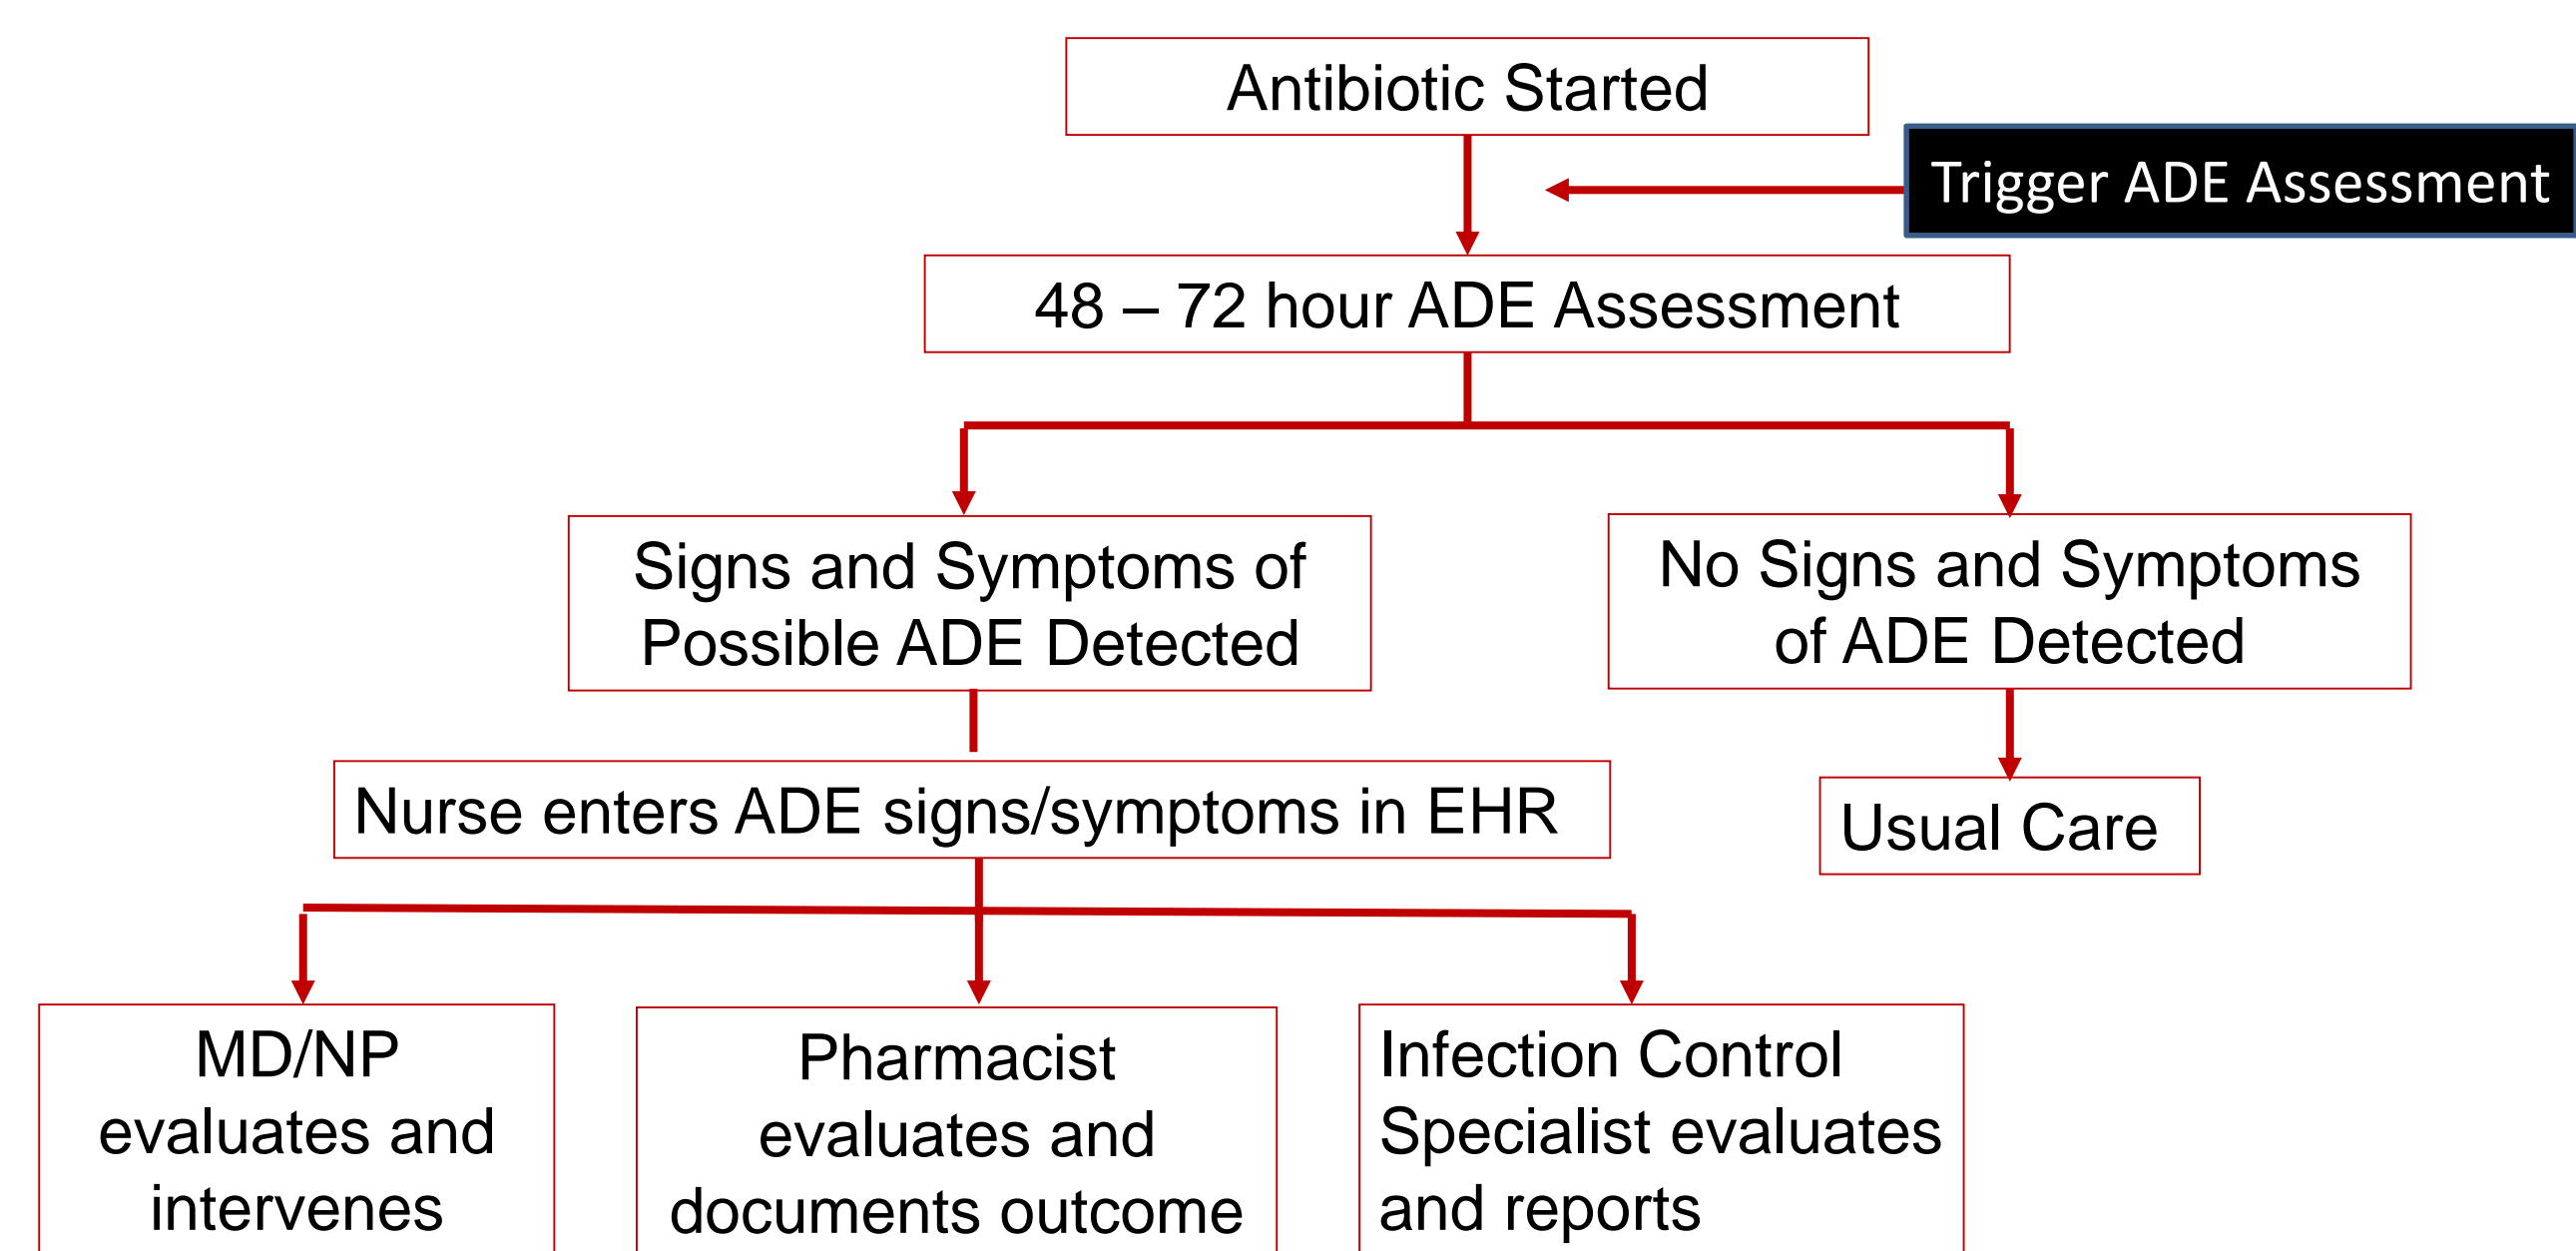 Antibiotic Started
Trigger ADE Assessment
48 – 72 hour ADE Assessment
Signs and Symptoms of
Possible ADE Detected
No Signs and Symptoms
of ADE Detected
Nurse enters ADE signs/symptoms in EHR
Usual Care
MD/NP
evaluates and
intervenes
Pharmacist
evaluates and
documents outcome
Infection Control
Specialist evaluates
and reports